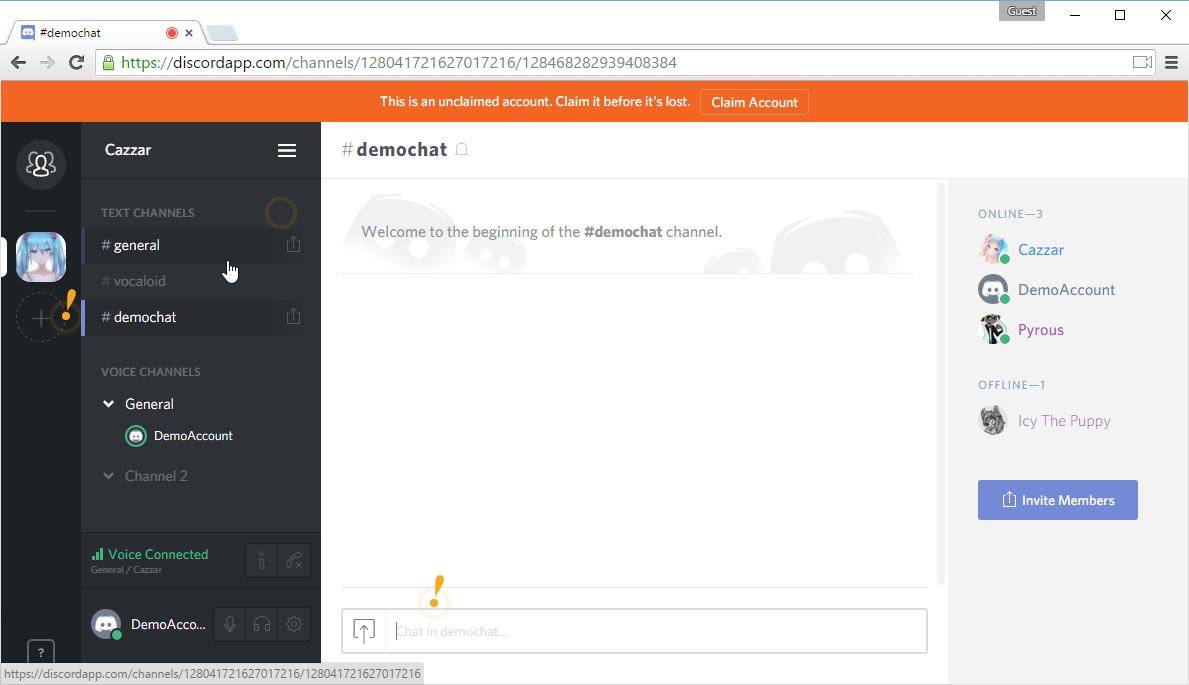 Guest
#demochat
https://discordapp.com/channels/128041721627017216/128468282939408384
This is an unclaimed account. Claim it before it's lost.
Claim Account
Cazzar
#demochat
TEXT CHANNELS
# general
# vocaloid
# demochat
VOICE CHANNELS
General
DemoAccount
Channel 2
Voice Connected
General / Cazzar
DemoAcco...
?
Welcome to the beginning of the #demochat channel.
Chat in demochat...
ONLINE—3
Cazzar
DemoAccount
Pyrous
OFFLINE—1
Icy The Puppy
Invite Members
https://discordapp.com/channels/128041721627017216/128041721627017216